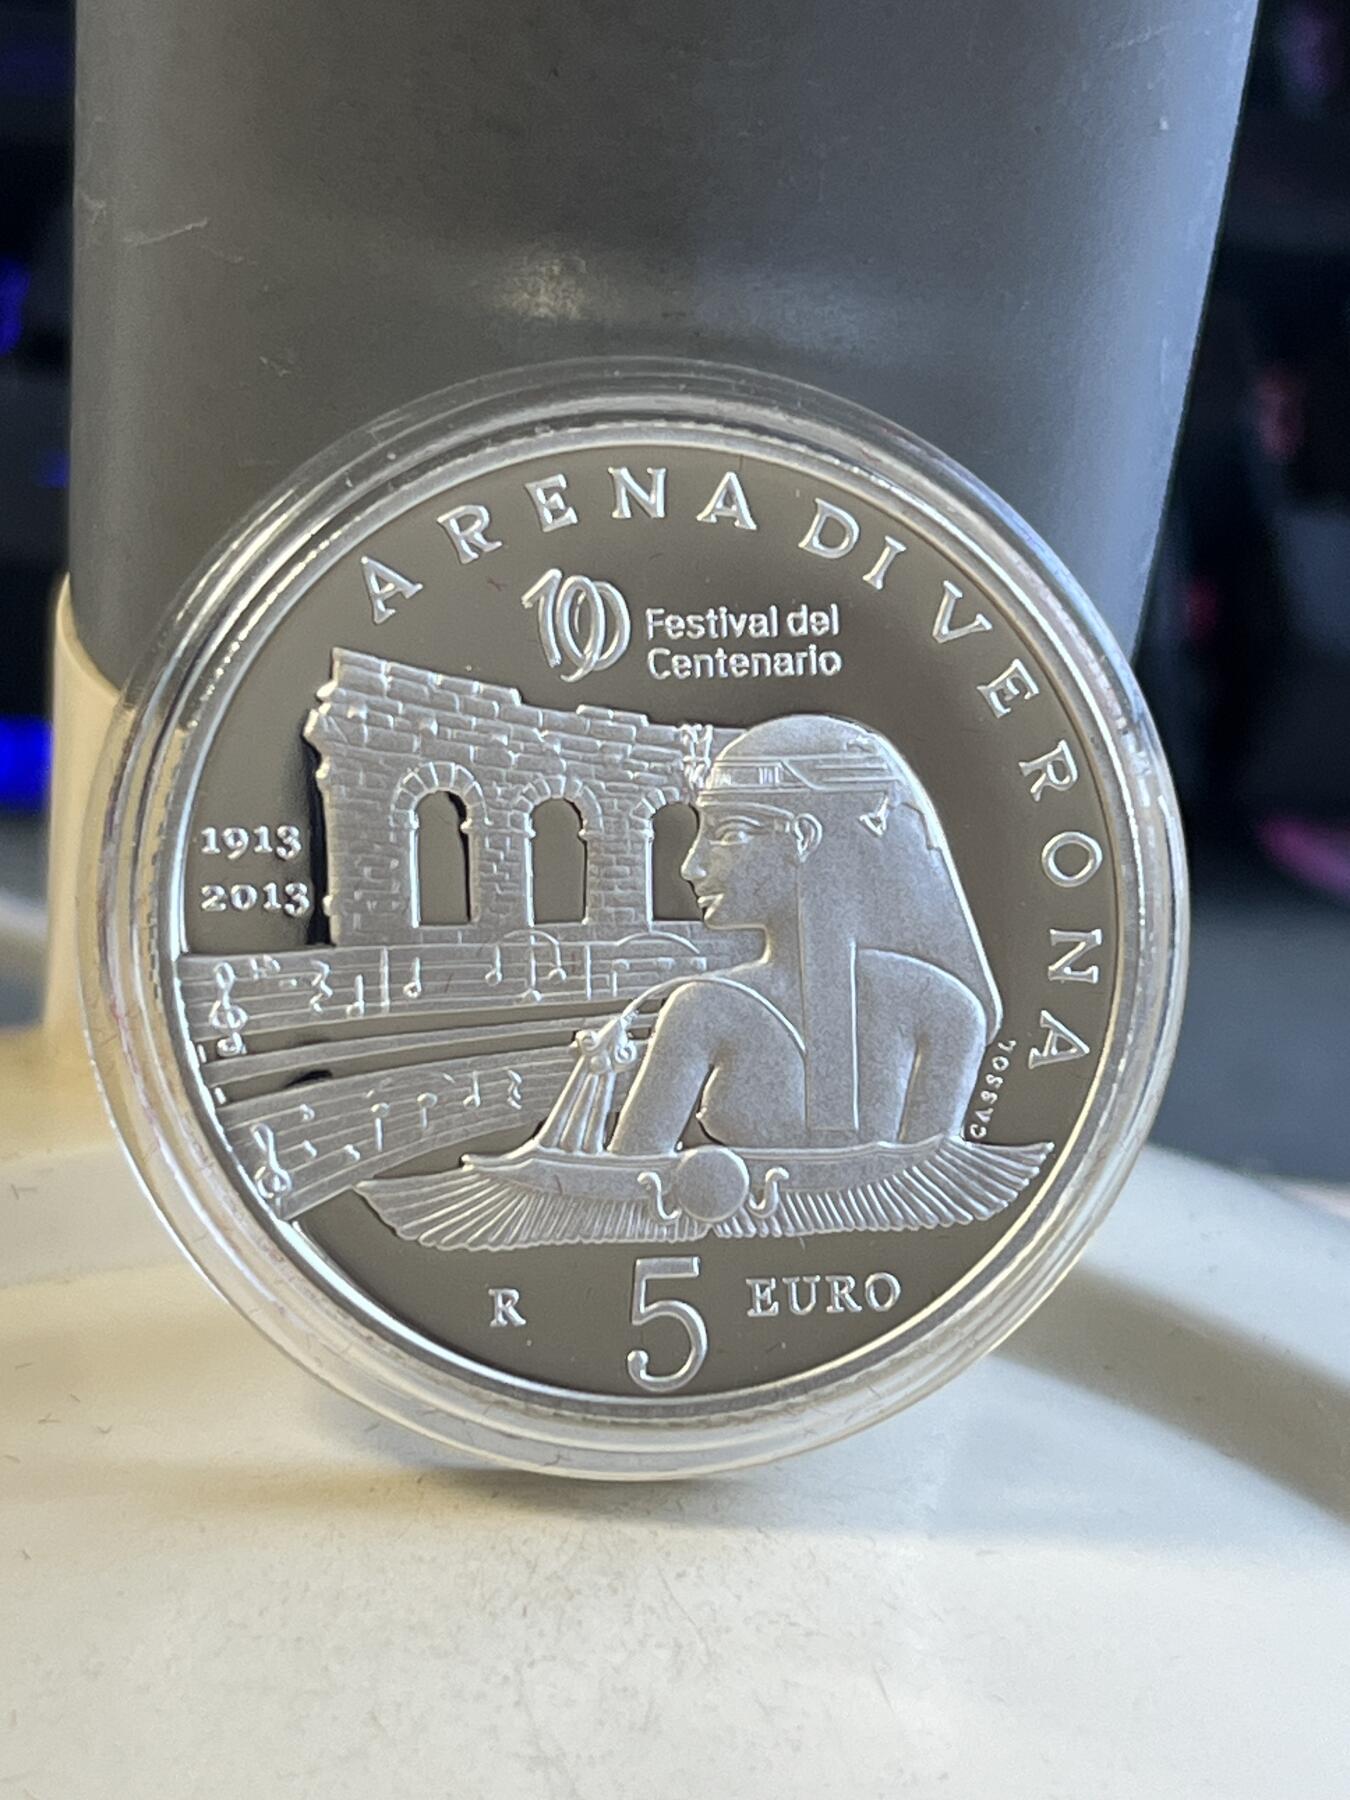 ARENA DI VERONA
100 Festival del
Centenario
1913
2013
CASSOL
R 5 EURO